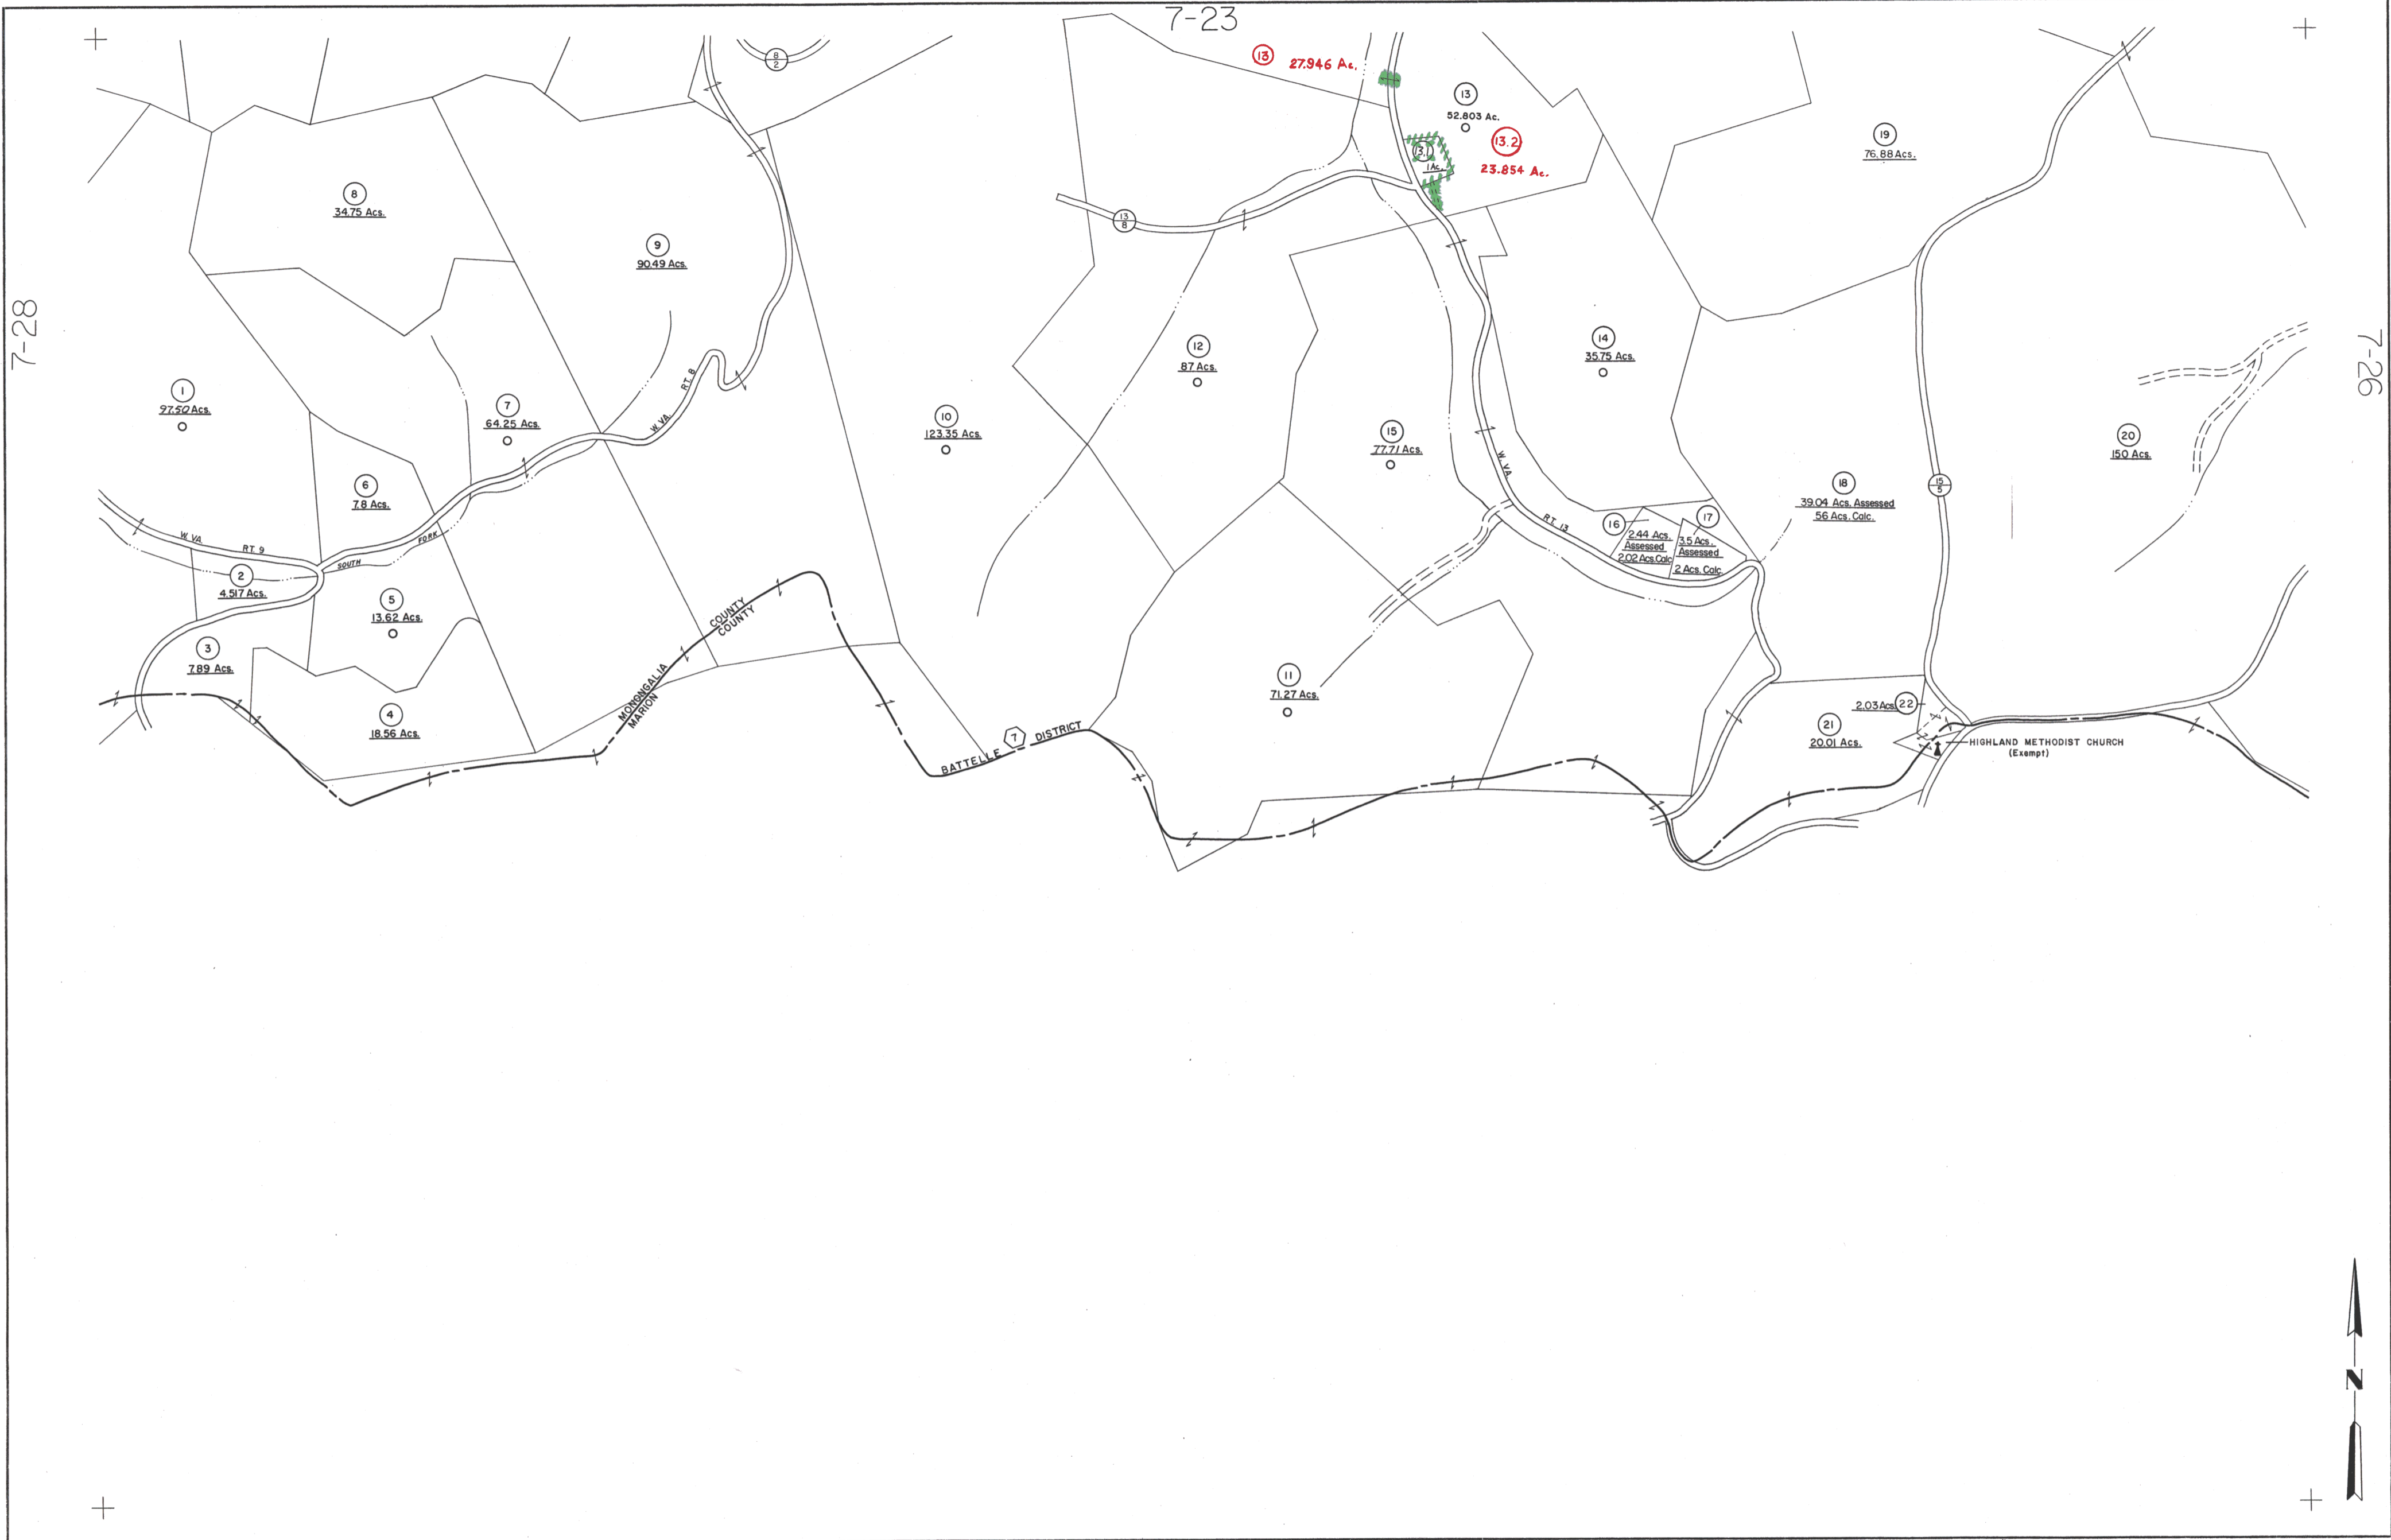 7-23
8
2
13
27.946 Ac.
13
52.803 Ac.
13.1
1 Ac.
13.2
23.854 Ac.
19
76.88 Acs.
8
34.75 Acs.
13
8
9
90.49 Acs.
7-28
7-26
1
97.50 Acs.
7
64.25 Acs.
W. VA. RT. 8
12
87 Acs.
14
35.75 Acs.
10
123.35 Acs.
15
77.71 Acs.
20
150 Acs.
6
7.8 Acs.
18
39.04 Acs. Assessed
56 Acs. Calc.
15
5
W. VA. RT. 13
16
2.44 Acs.
Assessed
2.02 Acs. Calc.
17
3.5 Acs.
Assessed
2 Acs. Calc.
W. VA. RT. 9
SOUTH FORK
2
4.517 Acs.
5
13.62 Acs.
3
7.89 Acs.
MONONGALIA COUNTY
MARION COUNTY
11
71.27 Acs.
4
18.56 Acs.
BATTELLE 7 DISTRICT
2.03 Acs. 22
21
20.01 Acs.
HIGHLAND METHODIST CHURCH
(Exempt)
N